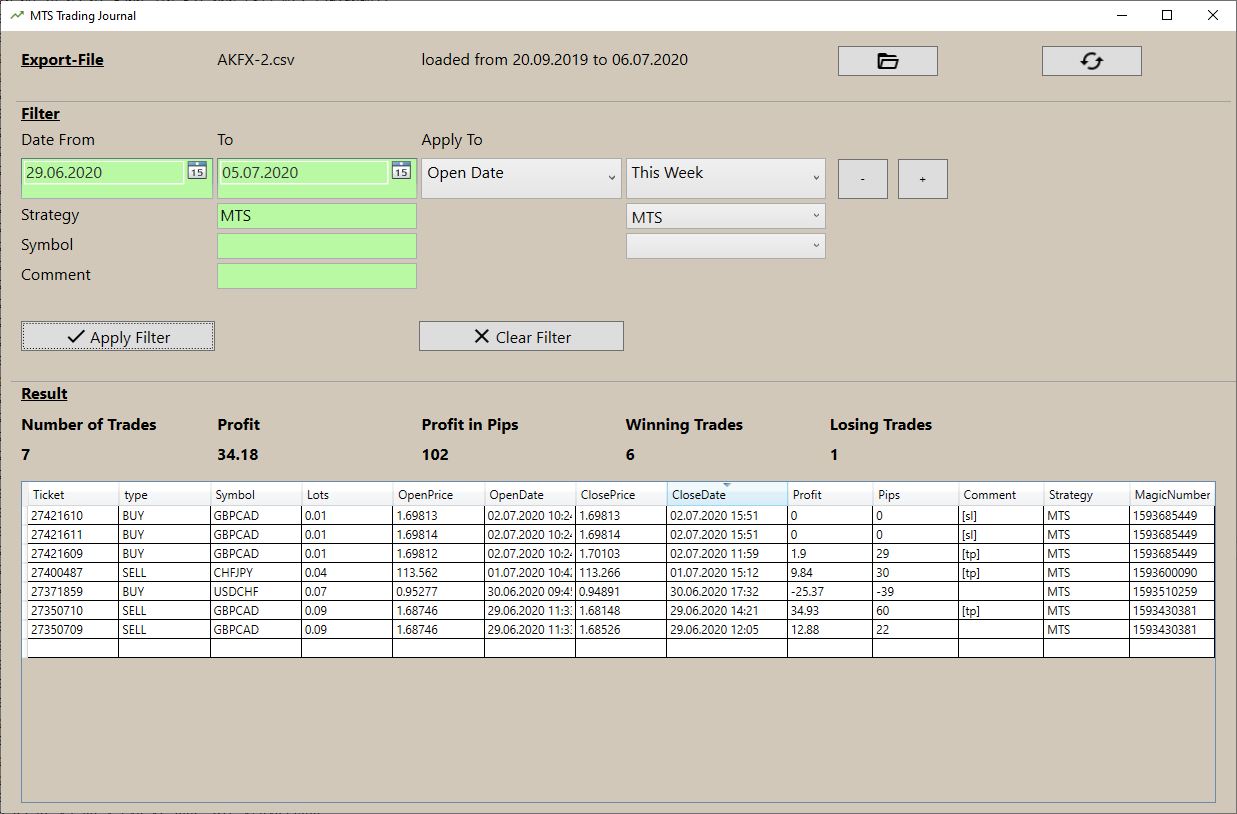 MTS Trading Journal
Export-File AKFX-2.csv loaded from 20.09.2019 to 06.07.2020
Filter
Date From To Apply To
29.06.2020 15 05.07.2020 15 Open Date This Week - +
Strategy MTS MTS
Symbol
Comment
Apply Filter Clear Filter
Result
Number of Trades Profit Profit in Pips Winning Trades Losing Trades
7 34.18 102 6 1
Ticket type Symbol Lots OpenPrice OpenDate ClosePrice CloseDate Profit Pips Comment Strategy MagicNumber
27421610 BUY GBPCAD 0.01 1.69813 02.07.2020 10:24 1.69813 02.07.2020 15:51 0 0 [sl] MTS 1593685449
27421611 BUY GBPCAD 0.01 1.69814 02.07.2020 10:24 1.69814 02.07.2020 15:51 0 0 [sl] MTS 1593685449
27421609 BUY GBPCAD 0.01 1.69812 02.07.2020 10:24 1.70103 02.07.2020 11:59 1.9 29 [tp] MTS 1593685449
27400487 SELL CHFJPY 0.04 113.562 01.07.2020 10:4 113.266 01.07.2020 15:12 9.84 30 [tp] MTS 1593600090
27371859 BUY USDCHF 0.07 0.95277 30.06.2020 09:4 0.94891 30.06.2020 17:32 -25.37 -39 MTS 1593510259
27350710 SELL GBPCAD 0.09 1.68746 29.06.2020 11:3 1.68148 29.06.2020 14:21 34.93 60 [tp] MTS 1593430381
27350709 SELL GBPCAD 0.09 1.68746 29.06.2020 11:3 1.68526 29.06.2020 12:05 12.88 22 MTS 1593430381